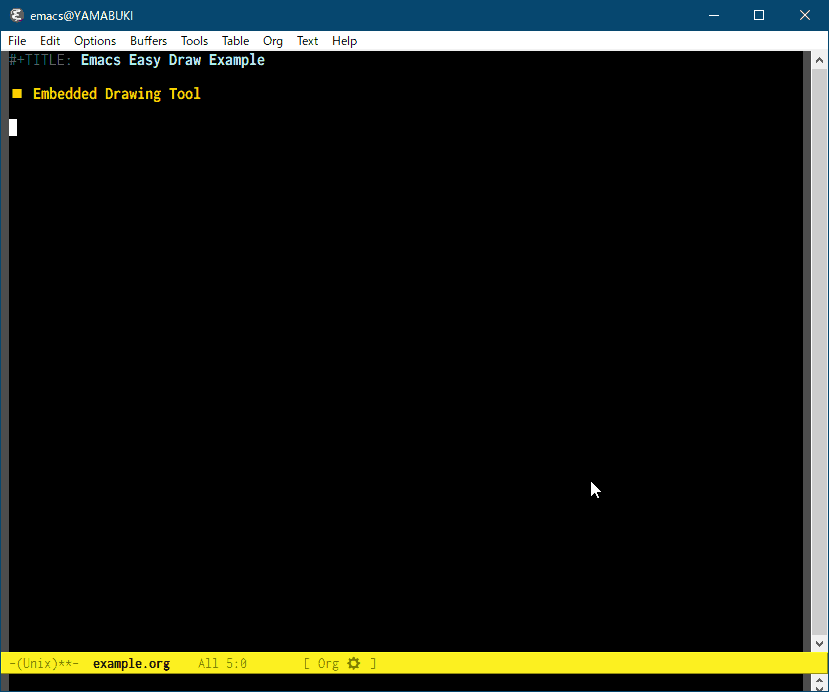 emacs@YAMABUKI
File Edit Options Buffers Tools Table Org Text Help
#+TITLE: Emacs Easy Draw Example
Embedded Drawing Tool
-(Unix)**- example.org All 5:0 [ Org ]